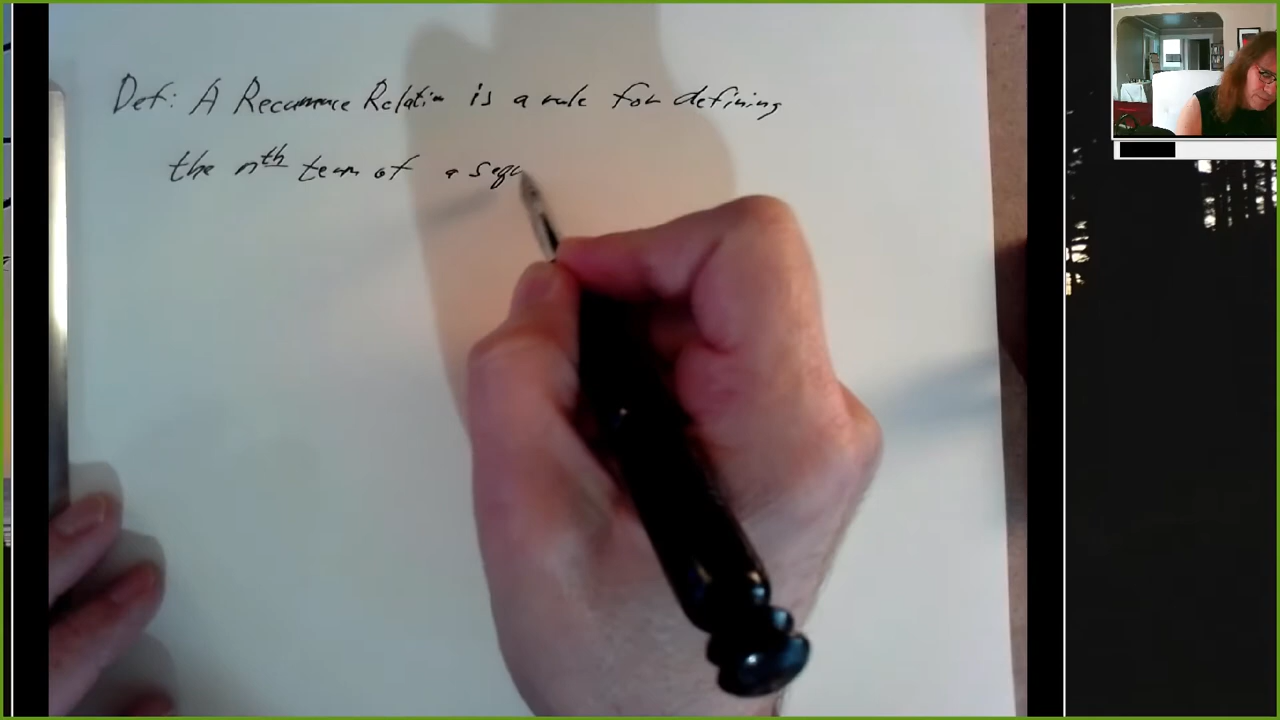 Def: A Recurrence Relation is a rule for defining
the nth term of a sequ